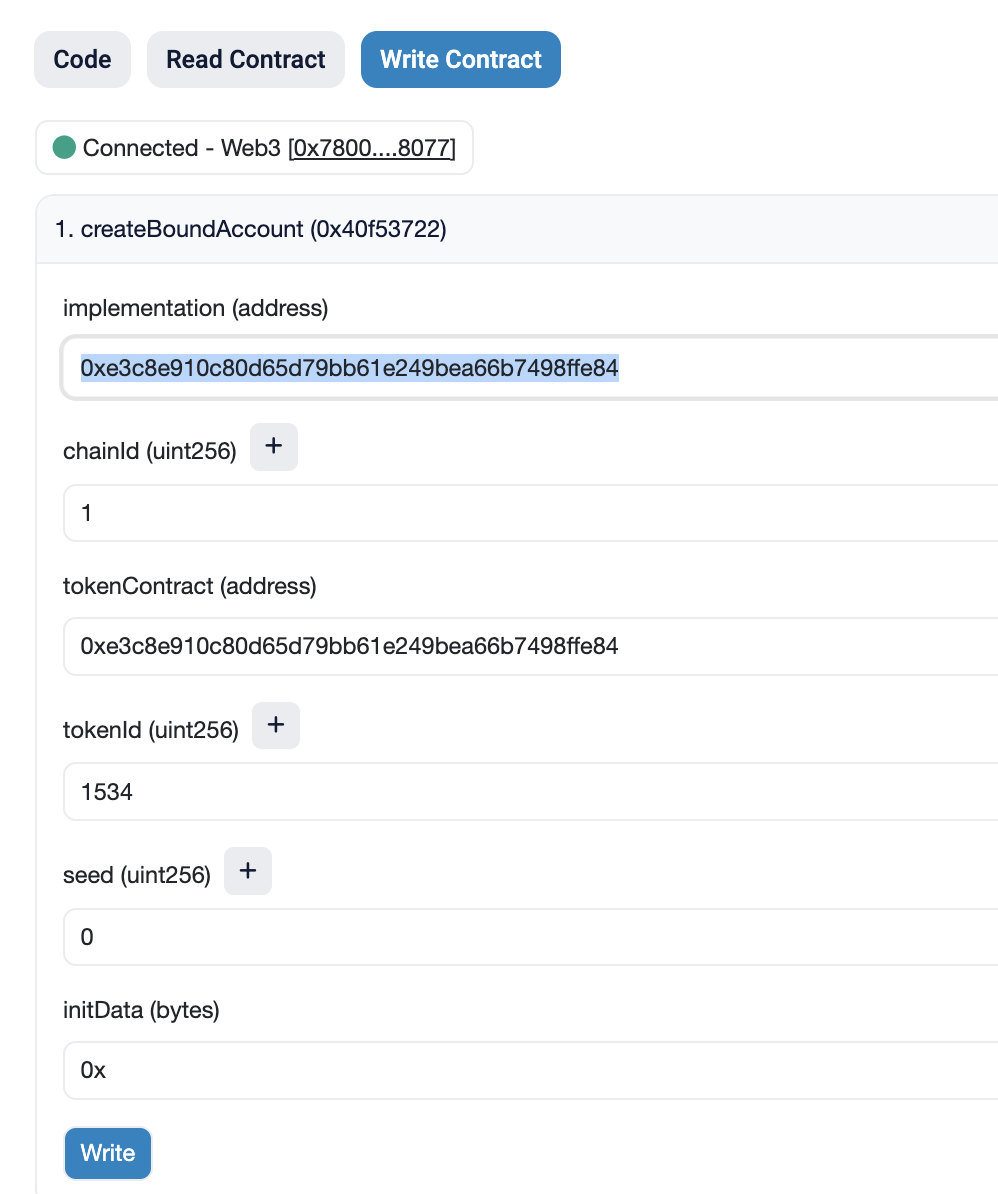 Code Read Contract Write Contract
Connected - Web3 [0x7800....8077]
1. createBoundAccount (0x40f53722)
implementation (address)
0xe3c8e910c80d65d79bb61e249bea66b7498ffe84
chainId (uint256) +
1
tokenContract (address)
0xe3c8e910c80d65d79bb61e249bea66b7498ffe84
tokenId (uint256) +
1534
seed (uint256) +
0
initData (bytes)
0x
Write